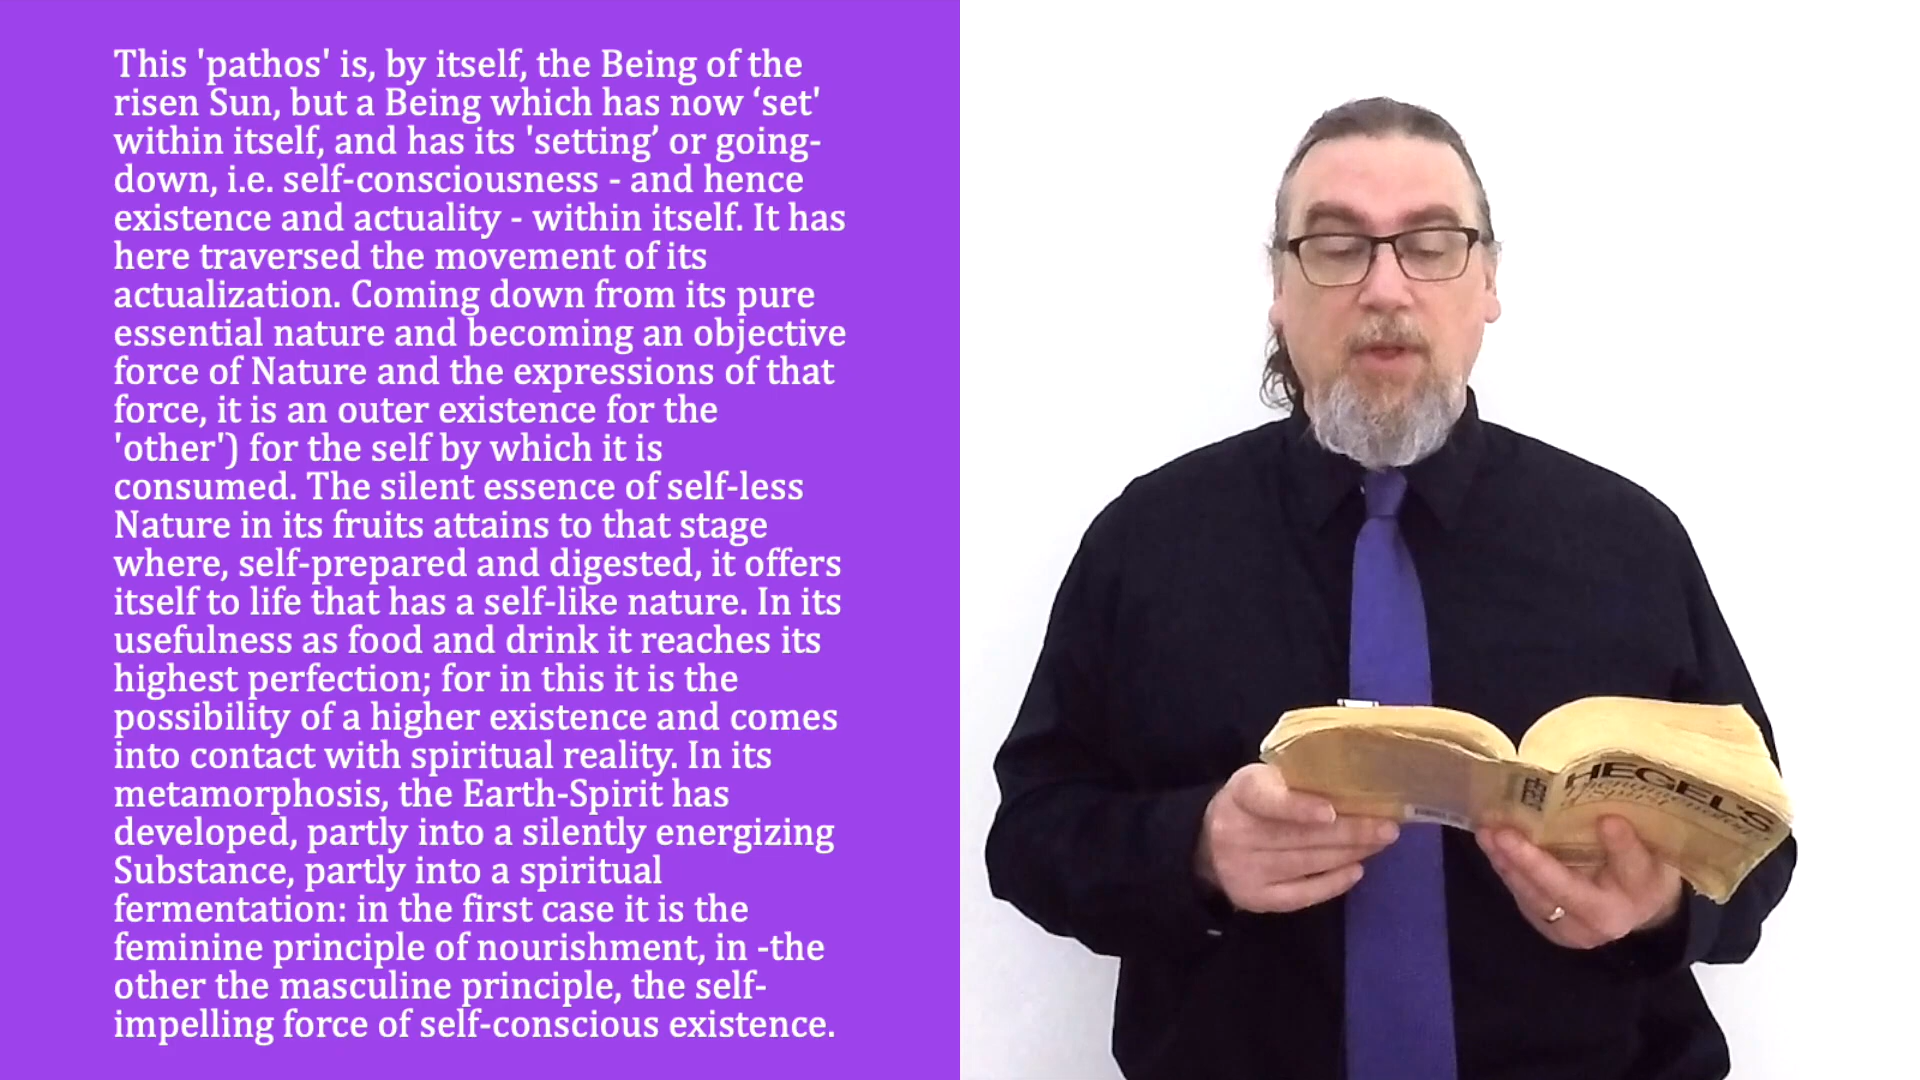 This 'pathos' is, by itself, the Being of the
risen Sun, but a Being which has now ‘set'
within itself, and has its 'setting’ or going-
down, i.e. self-consciousness - and hence
existence and actuality - within itself. It has
here traversed the movement of its
actualization. Coming down from its pure
essential nature and becoming an objective
force of Nature and the expressions of that
force, it is an outer existence for the
'other') for the self by which it is
consumed. The silent essence of self-less
Nature in its fruits attains to that stage
where, self-prepared and digested, it offers
itself to life that has a self-like nature. In its
usefulness as food and drink it reaches its
highest perfection; for in this it is the
possibility of a higher existence and comes
into contact with spiritual reality. In its
metamorphosis, the Earth-Spirit has
developed, partly into a silently energizing
Substance, partly into a spiritual
fermentation: in the first case it is the
feminine principle of nourishment, in -the
other the masculine principle, the self-
impelling force of self-conscious existence.
HEGEL'S
Phenomenology
of Spirit